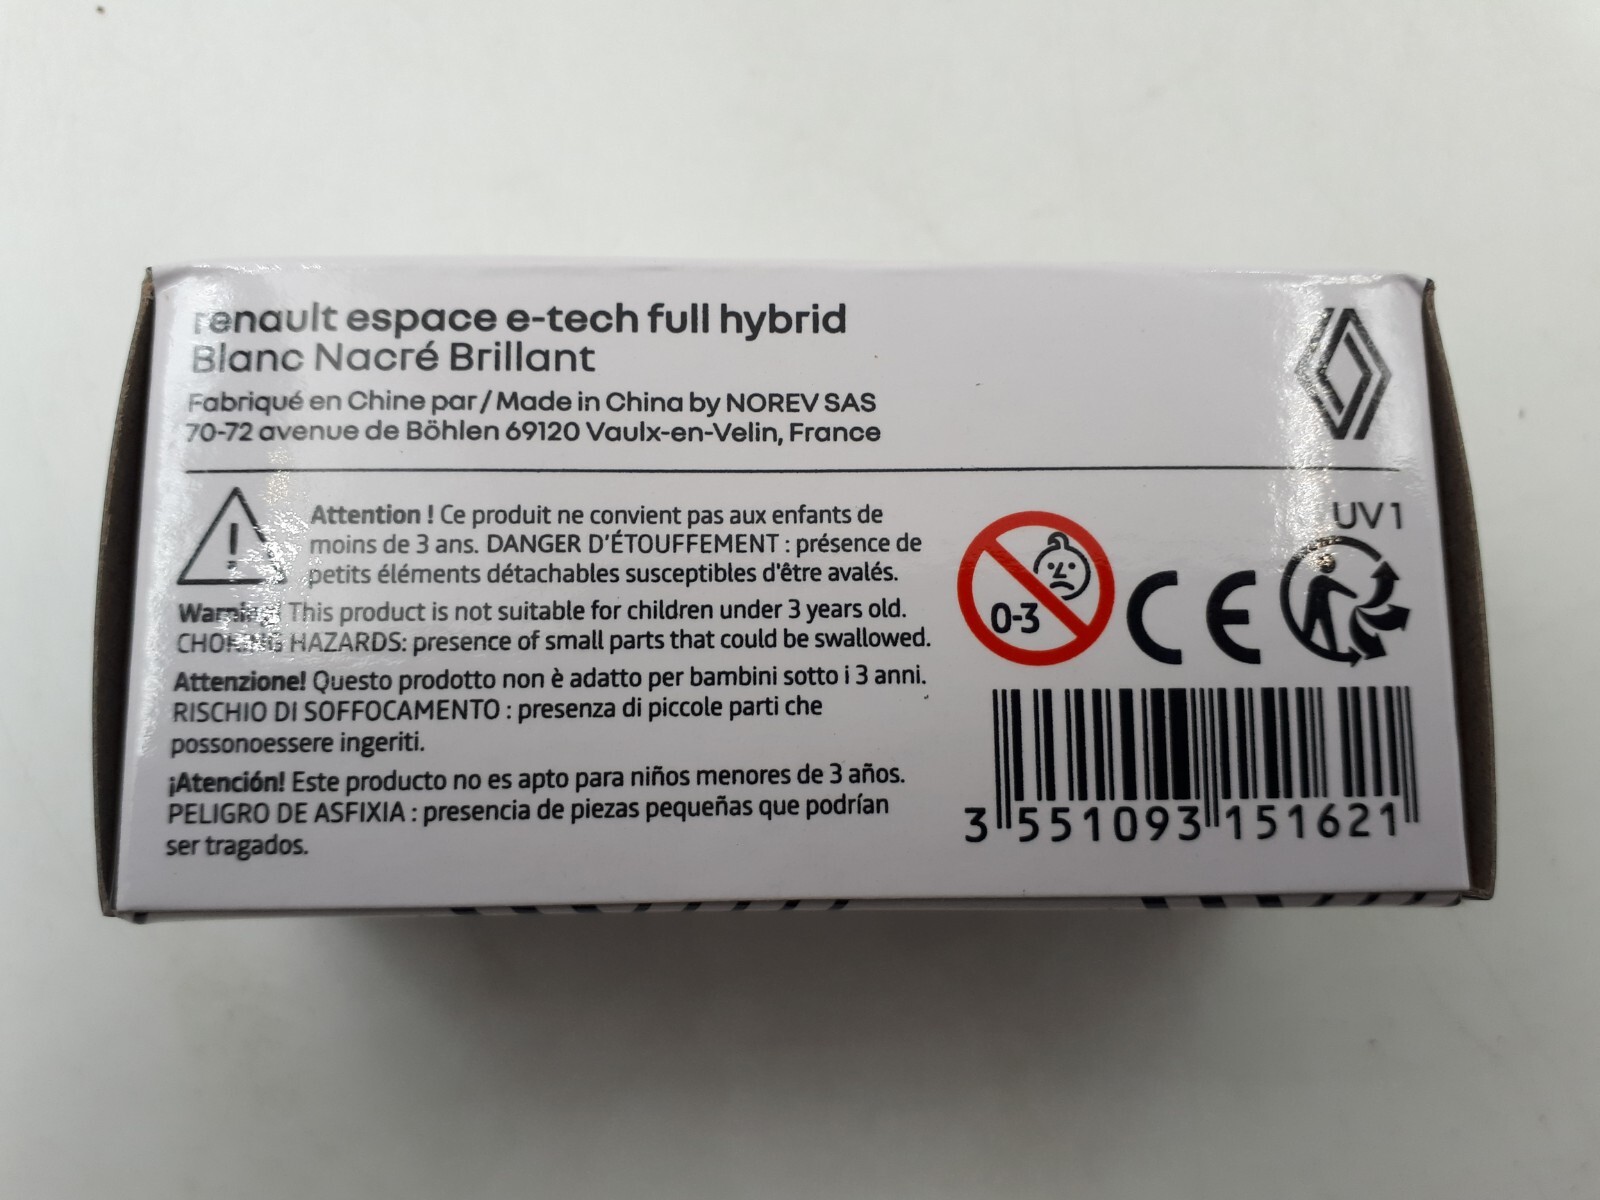 renault espace e-tech full hybrid
Blanc Nacré Brillant
Fabriqué en Chine par / Made in China by NOREV SAS
70-72 avenue de Böhlen 69120 Vaulx-en-Velin, France
Attention ! Ce produit ne convient pas aux enfants de
moins de 3 ans. DANGER D'ÉTOUFFEMENT : présence de
petits éléments détachables susceptibles d'être avalés.
Warning! This product is not suitable for children under 3 years old.
CHOKING HAZARDS: presence of small parts that could be swallowed.
Attenzione! Questo prodotto non è adatto per bambini sotto i 3 anni.
RISCHIO DI SOFFOCAMENTO : presenza di piccole parti che
possonoessere ingeriti.
¡Atención! Este producto no es apto para niños menores de 3 años.
PELIGRO DE ASFIXIA : presencia de piezas pequeñas que podrían
ser tragados.
UV1
0-3
CE
3 551093 151621